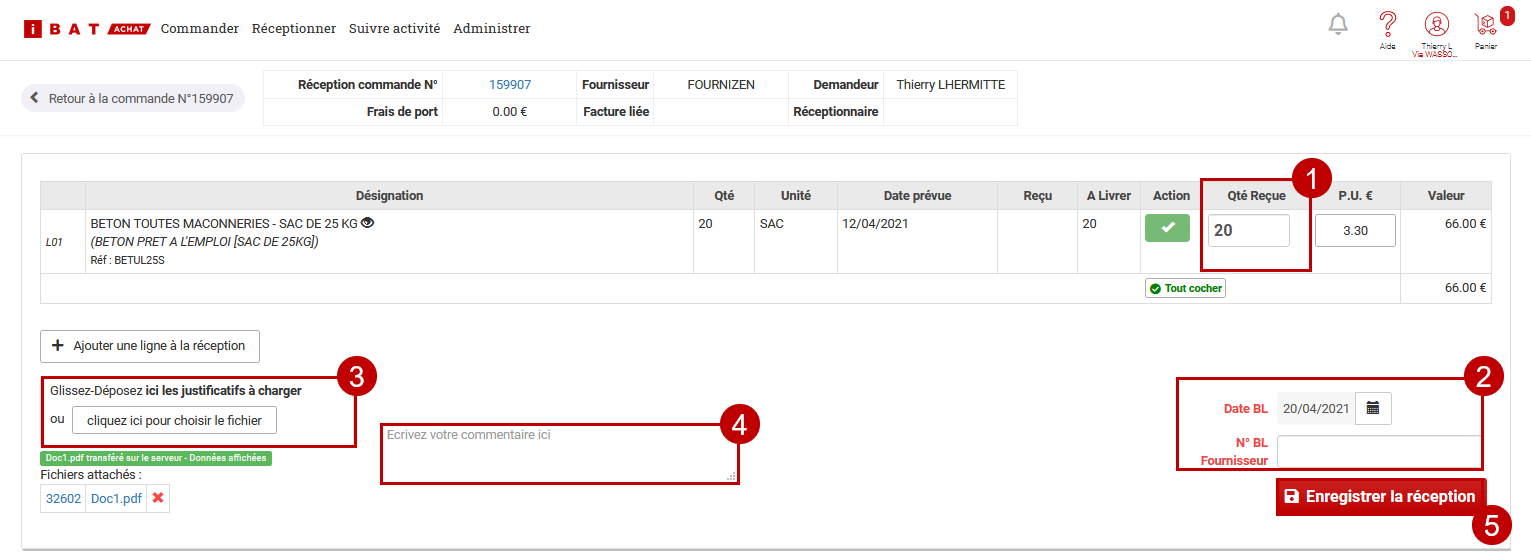 i BAT ACHAT Commander Réceptionner Suivre activité Administrer
1
Aide
Thierry L
Via WASSO...
Panier
Retour à la commande N°159907
Réception commande N° 159907 Fournisseur FOURNIZEN Demandeur Thierry LHERMITTE
Frais de port 0.00 € Facture liée Réceptionnaire
1
Désignation Qté Unité Date prévue Reçu A Livrer Action Qté Reçue P.U. € Valeur
L01 BETON TOUTES MACONNERIES - SAC DE 25 KG 20 SAC 12/04/2021 20 20 3.30 66.00 €
(BETON PRET A L'EMPLOI [SAC DE 25KG])
Réf : BETUL25S
Tout cocher 66.00 €
Ajouter une ligne à la réception
3
Glissez-Déposez ici les justificatifs à charger
ou cliquez ici pour choisir le fichier
Doc1.pdf transféré sur le serveur - Données affichées
Fichiers attachés :
32602 Doc1.pdf
4
Ecrivez votre commentaire ici
2
Date BL 20/04/2021
N° BL
Fournisseur
Enregistrer la réception
5